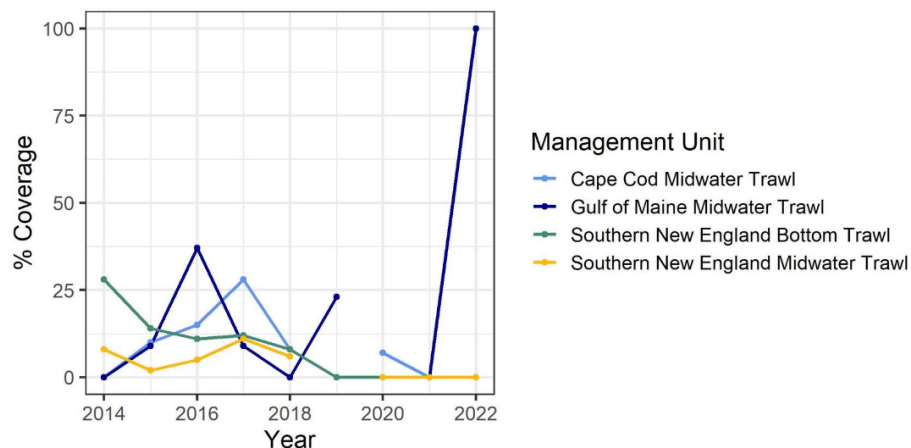 100
75
50
25
0
% Coverage
2014 2016 2018 2020 2022
Year
Management Unit
Cape Cod Midwater Trawl
Gulf of Maine Midwater Trawl
Southern New England Bottom Trawl
Southern New England Midwater Trawl